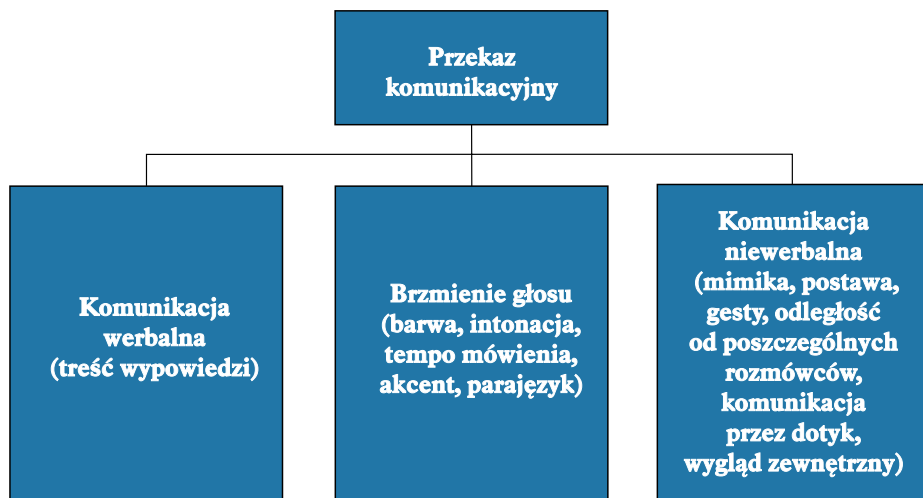 Przekaz
komunikacyjny
Komunikacja
werbalna
(treść wypowiedzi)
Brzmienie głosu
(barwa, intonacja,
tempo mówienia,
akcent, parajęzyk)
Komunikacja
niewerbalna
(mimika, postawa,
gesty, odległość
od poszczególnych
rozmówców,
komunikacja
przez dotyk,
wygląd zewnętrzny)